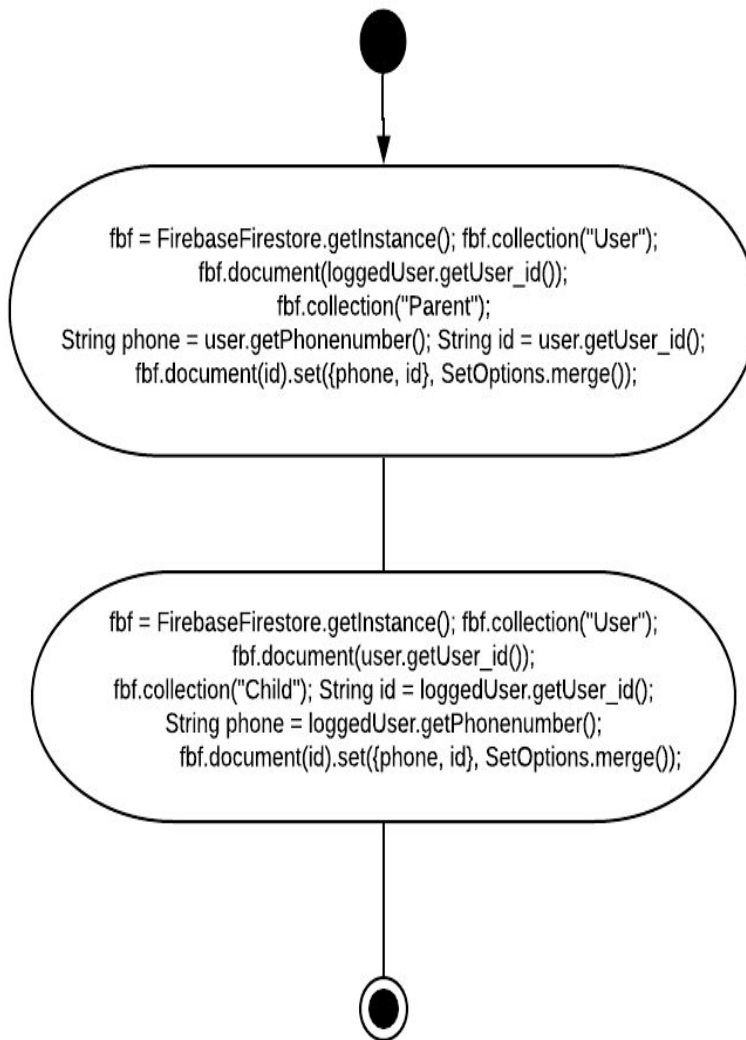 fbf = FirebaseFirestore.getInstance(); fbf.collection("User");
fbf.document(loggedUser.getUser_id());
fbf.collection("Parent");
String phone = user.getPhonenumber(); String id = user.getUser_id();
fbf.document(id).set({phone, id}, SetOptions.merge());
fbf = FirebaseFirestore.getInstance(); fbf.collection("User");
fbf.document(user.getUser_id());
fbf.collection("Child"); String id = loggedUser.getUser_id();
String phone = loggedUser.getPhonenumber();
fbf.document(id).set({phone, id}, SetOptions.merge());